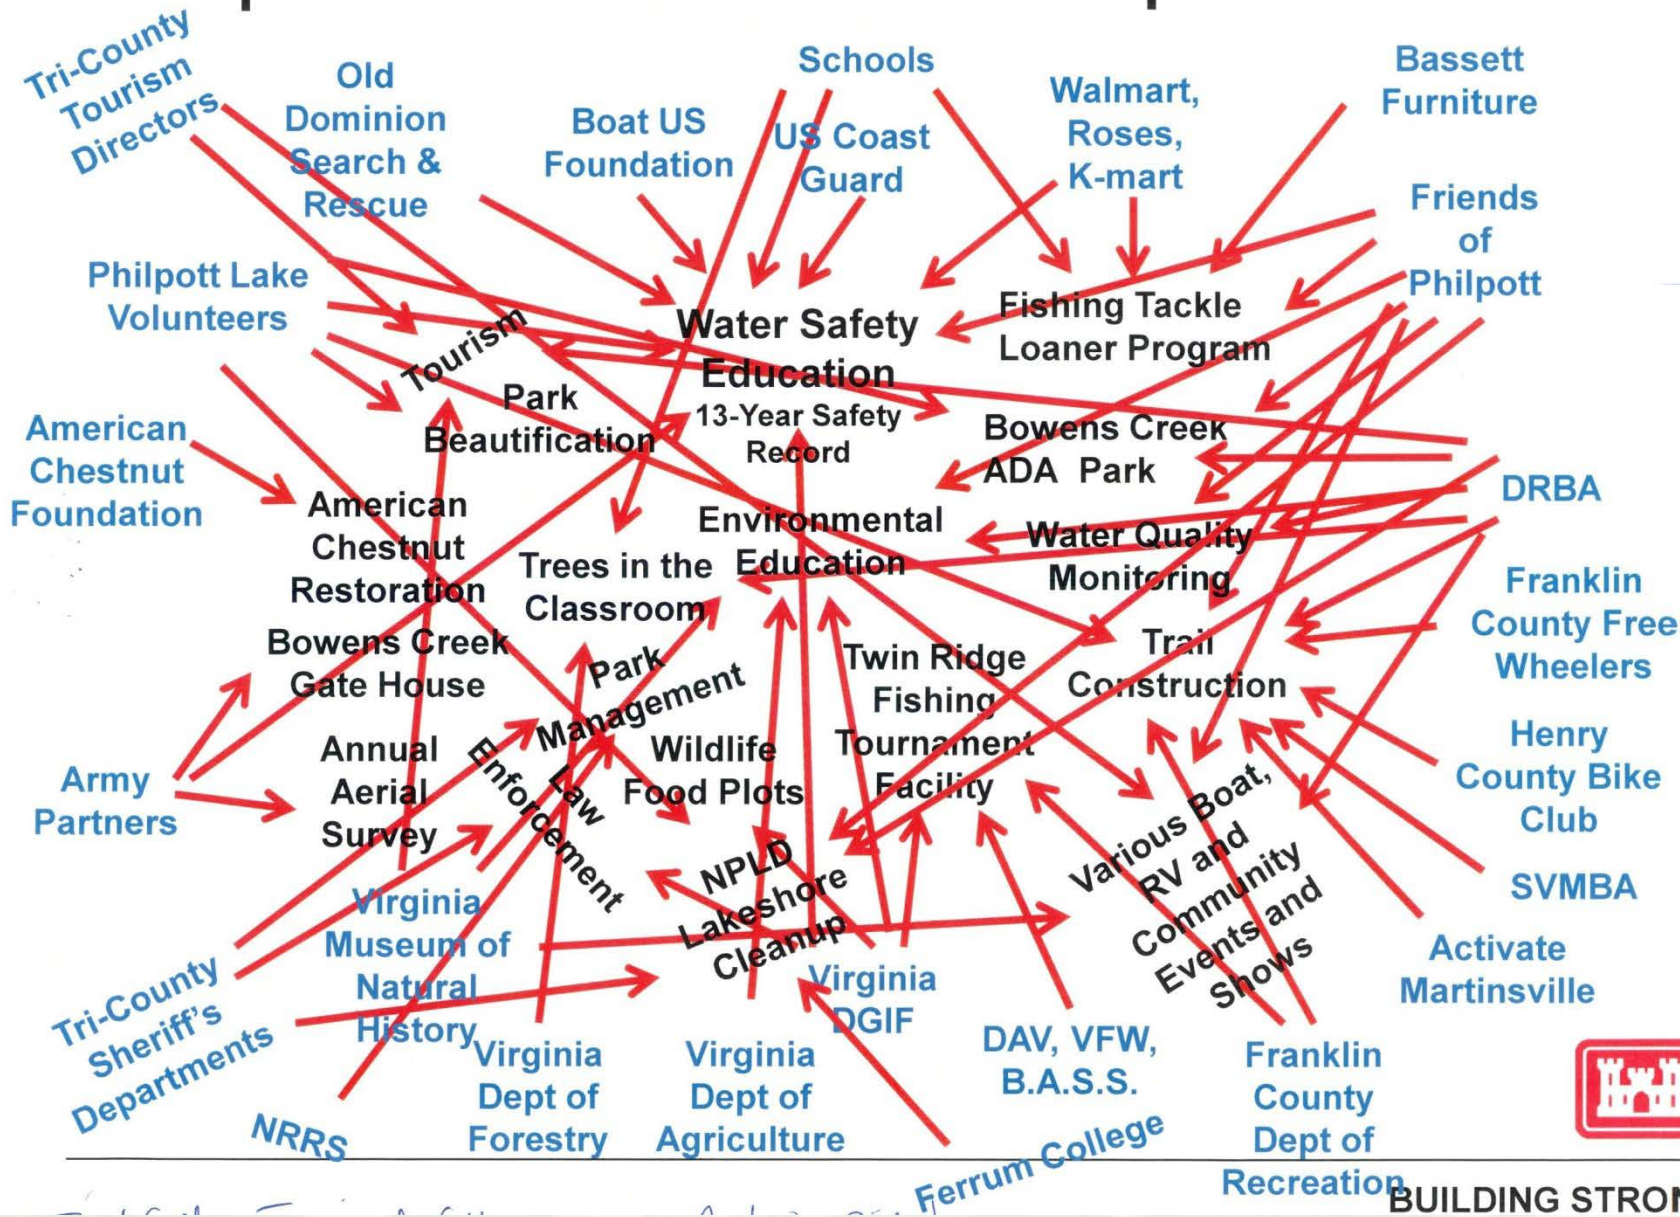 Tri-County
Tourism
Directors
Old
Dominion
Search &
Rescue
Boat US
Foundation
Schools
US Coast
Guard
Walmart,
Roses,
K-mart
Bassett
Furniture
Friends
of
Philpott
Philpott Lake
Volunteers
Tourism
Water Safety
Education
13-Year Safety
Record
Fishing Tackle
Loaner Program
Park
Beautification
Bowens Creek
ADA Park
American
Chestnut
Foundation
American
Chestnut
Restoration
Trees in the
Classroom
Environmental
Education
Water Quality
Monitoring
DRBA
Franklin
County Free
Wheelers
Bowens Creek
Gate House
Park
Management
Twin Ridge
Fishing
Tournament
Facility
Trail
Construction
Henry
County Bike
Club
Army
Partners
Annual
Aerial
Survey
Law
Enforcement
Wildlife
Food Plots
NPLD
Lakeshore
Cleanup
Various Boat,
RV and
Community
Events and
Shows
SVMBA
Activate
Martinsville
Tri-County
Sheriff's
Departments
Virginia
Museum of
Natural
History
NRRS
Virginia
Dept of
Forestry
Virginia
Dept of
Agriculture
Virginia
DGIF
DAV, VFW,
B.A.S.S.
Ferrum College
Franklin
County
Dept of
Recreation
BUILDING STRON